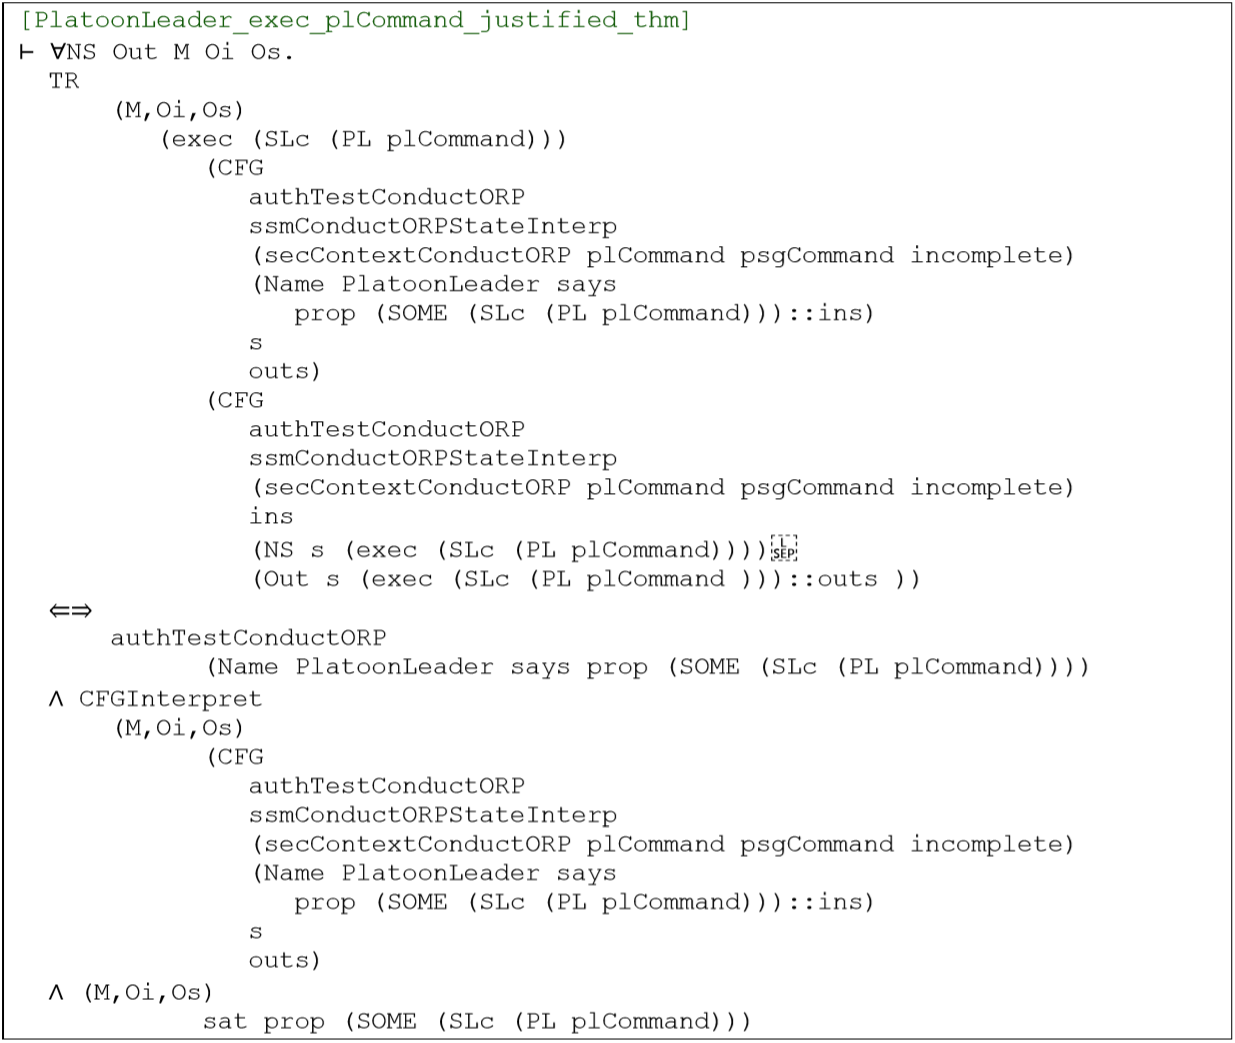 [PlatoonLeader_exec_plCommand_justified_thm]
⊢ ∀NS Out M Oi Os.
TR
(M,Oi,Os)
(exec (SLc (PL plCommand)))
(CFG
authTestConductORP
ssmConductORPStateInterp
(secContextConductORP plCommand psgCommand incomplete)
(Name PlatoonLeader says
prop (SOME (SLc (PL plCommand)))::ins)
s
outs)
(CFG
authTestConductORP
ssmConductORPStateInterp
(secContextConductORP plCommand psgCommand incomplete)
ins
(NS s (exec (SLc (PL plCommand)))) L SEP
(Out s (exec (SLc (PL plCommand )))::outs ))
⇐⇒
authTestConductORP
(Name PlatoonLeader says prop (SOME (SLc (PL plCommand))))
∧ CFGInterpret
(M,Oi,Os)
(CFG
authTestConductORP
ssmConductORPStateInterp
(secContextConductORP plCommand psgCommand incomplete)
(Name PlatoonLeader says
prop (SOME (SLc (PL plCommand)))::ins)
s
outs)
∧ (M,Oi,Os)
sat prop (SOME (SLc (PL plCommand)))